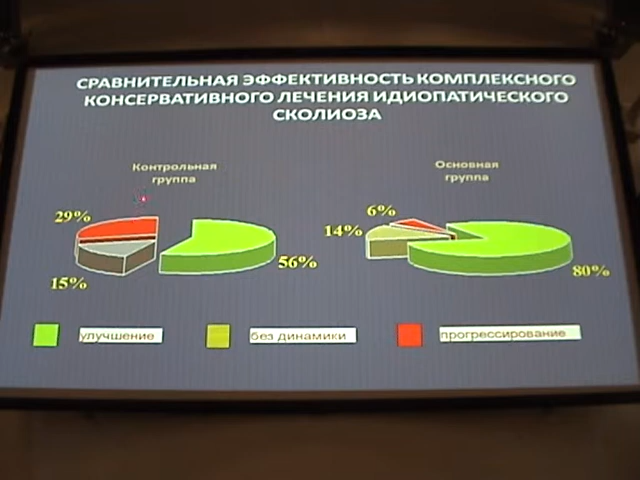 СРАВНИТЕЛЬНАЯ ЭФФЕКТИВНОСТЬ КОМПЛЕКСНОГО
КОНСЕРВАТИВНОГО ЛЕЧЕНИЯ ИДИОПАТИЧЕСКОГО
СКОЛИОЗА
Контрольная
группа
29%
15%
56%
Основная
группа
6%
14%
80%
улучшение
без динамики
прогрессирование